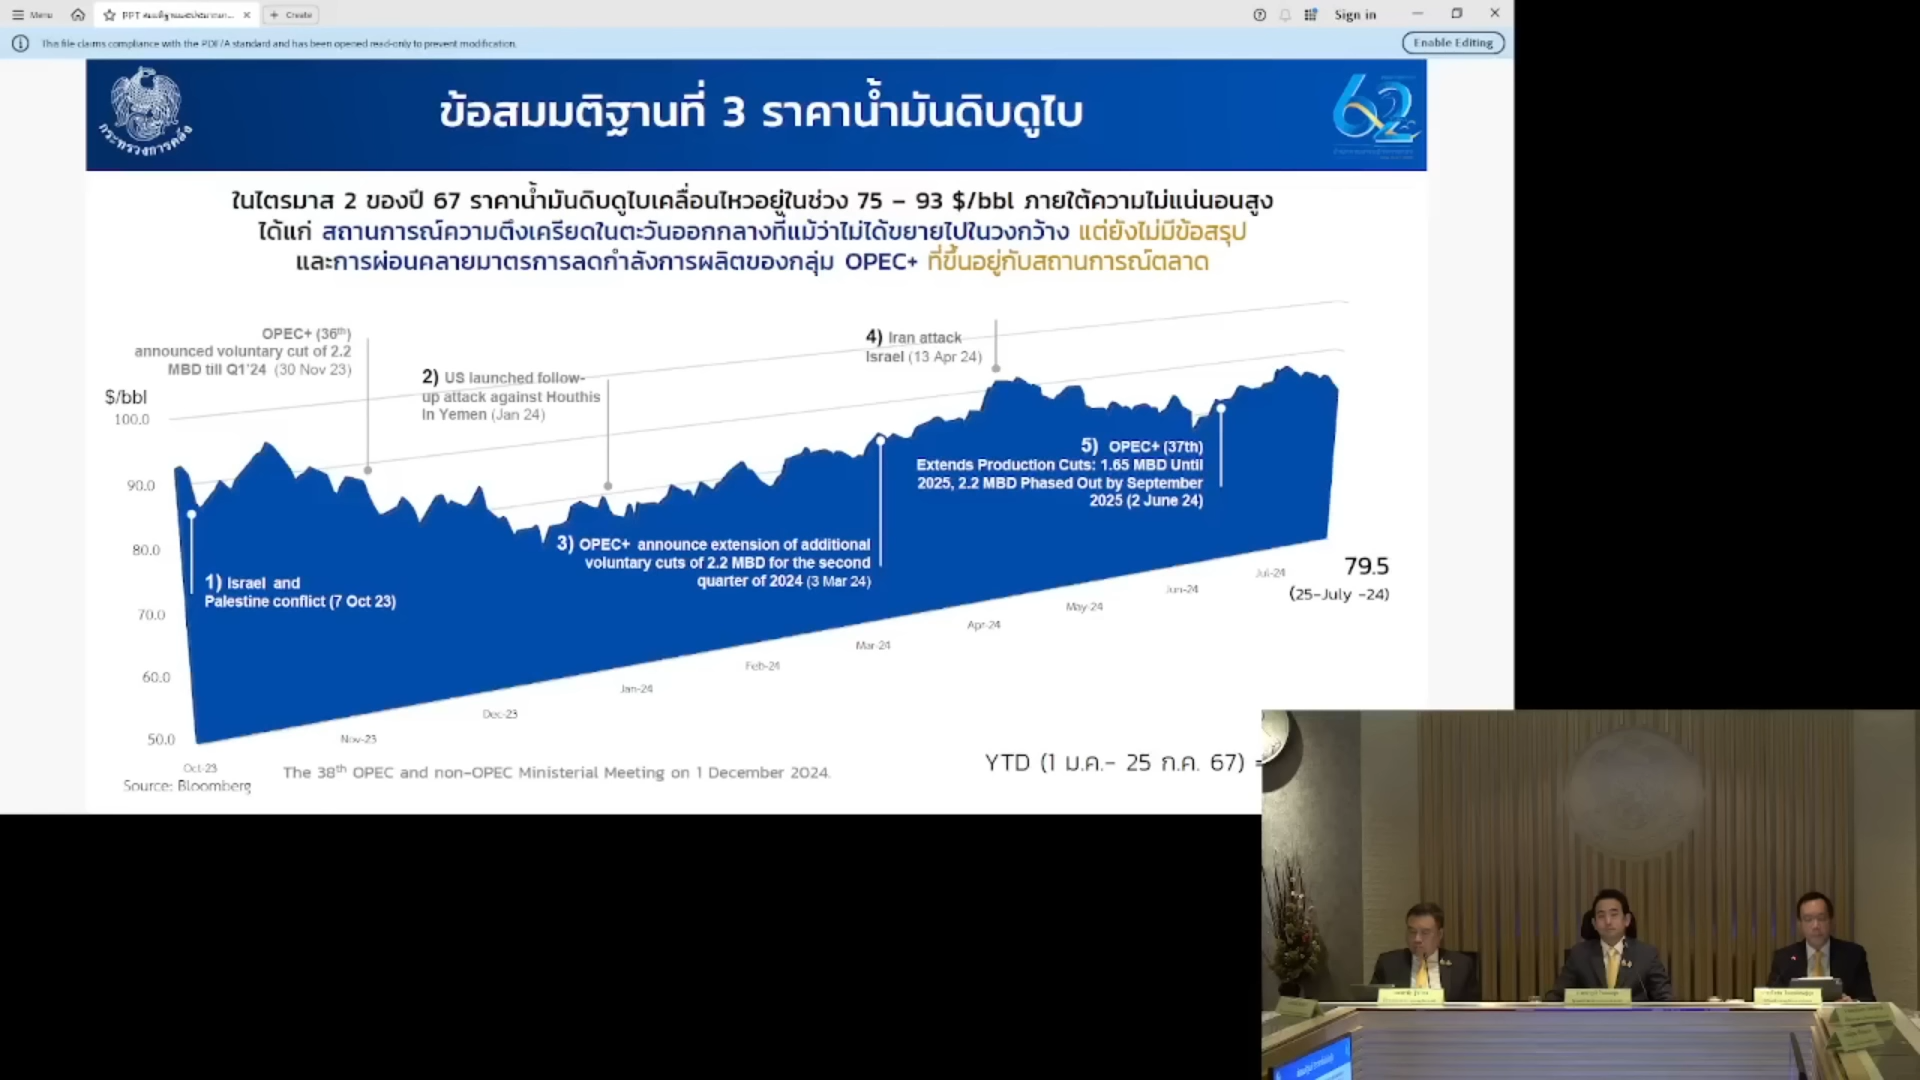 Menu
Create
Sign in
The file claims compliance with the PDF/A standard and has been opened read-only to prevent modification.
Enable Editing
กระทรวงการคลัง
ข้อสมมติฐานที่ 3 ราคาน้ำมันดิบดูไบ
62
ในไตรมาส 2 ของปี 67 ราคาน้ำมันดิบดูไบเคลื่อนไหวอยู่ในช่วง 75 – 93 $/bbl ภายใต้ความไม่แน่นอนสูง
ได้แก่ สถานการณ์ความตึงเครียดในตะวันออกกลางที่แม้ว่าไม่ได้ขยายไปในวงกว้าง แต่ยังไม่มีข้อสรุป
และการผ่อนคลายมาตรการลดกำลังการผลิตของกลุ่ม OPEC+ ที่ขึ้นอยู่กับสถานการณ์ตลาด
OPEC+ (36th)
announced voluntary cut of 2.2
MBD till Q1'24 (30 Nov 23)
2) US launched follow-
up attack against Houthis
in Yemen (Jan 24)
4) Iran attack
Israel (13 Apr 24)
$/bbl
100.0
90.0
80.0
70.0
60.0
50.0
1) Israel and
Palestine conflict (7 Oct 23)
3) OPEC+ announce extension of additional
voluntary cuts of 2.2 MBD for the second
quarter of 2024 (3 Mar 24)
5) OPEC+ (37th)
Extends Production Cuts: 1.65 MBD Until
2025, 2.2 MBD Phased Out by September
2025 (2 June 24)
79.5
(25-July -24)
Oct-23
Nov-23
Dec-23
Jan-24
Feb-24
Mar-24
Apr-24
May-24
Jun-24
Jul-24
Source: Bloomberg
The 38th OPEC and non-OPEC Ministerial Meeting on 1 December 2024.
YTD (1 ม.ค.- 25 ก.ค. 67) =